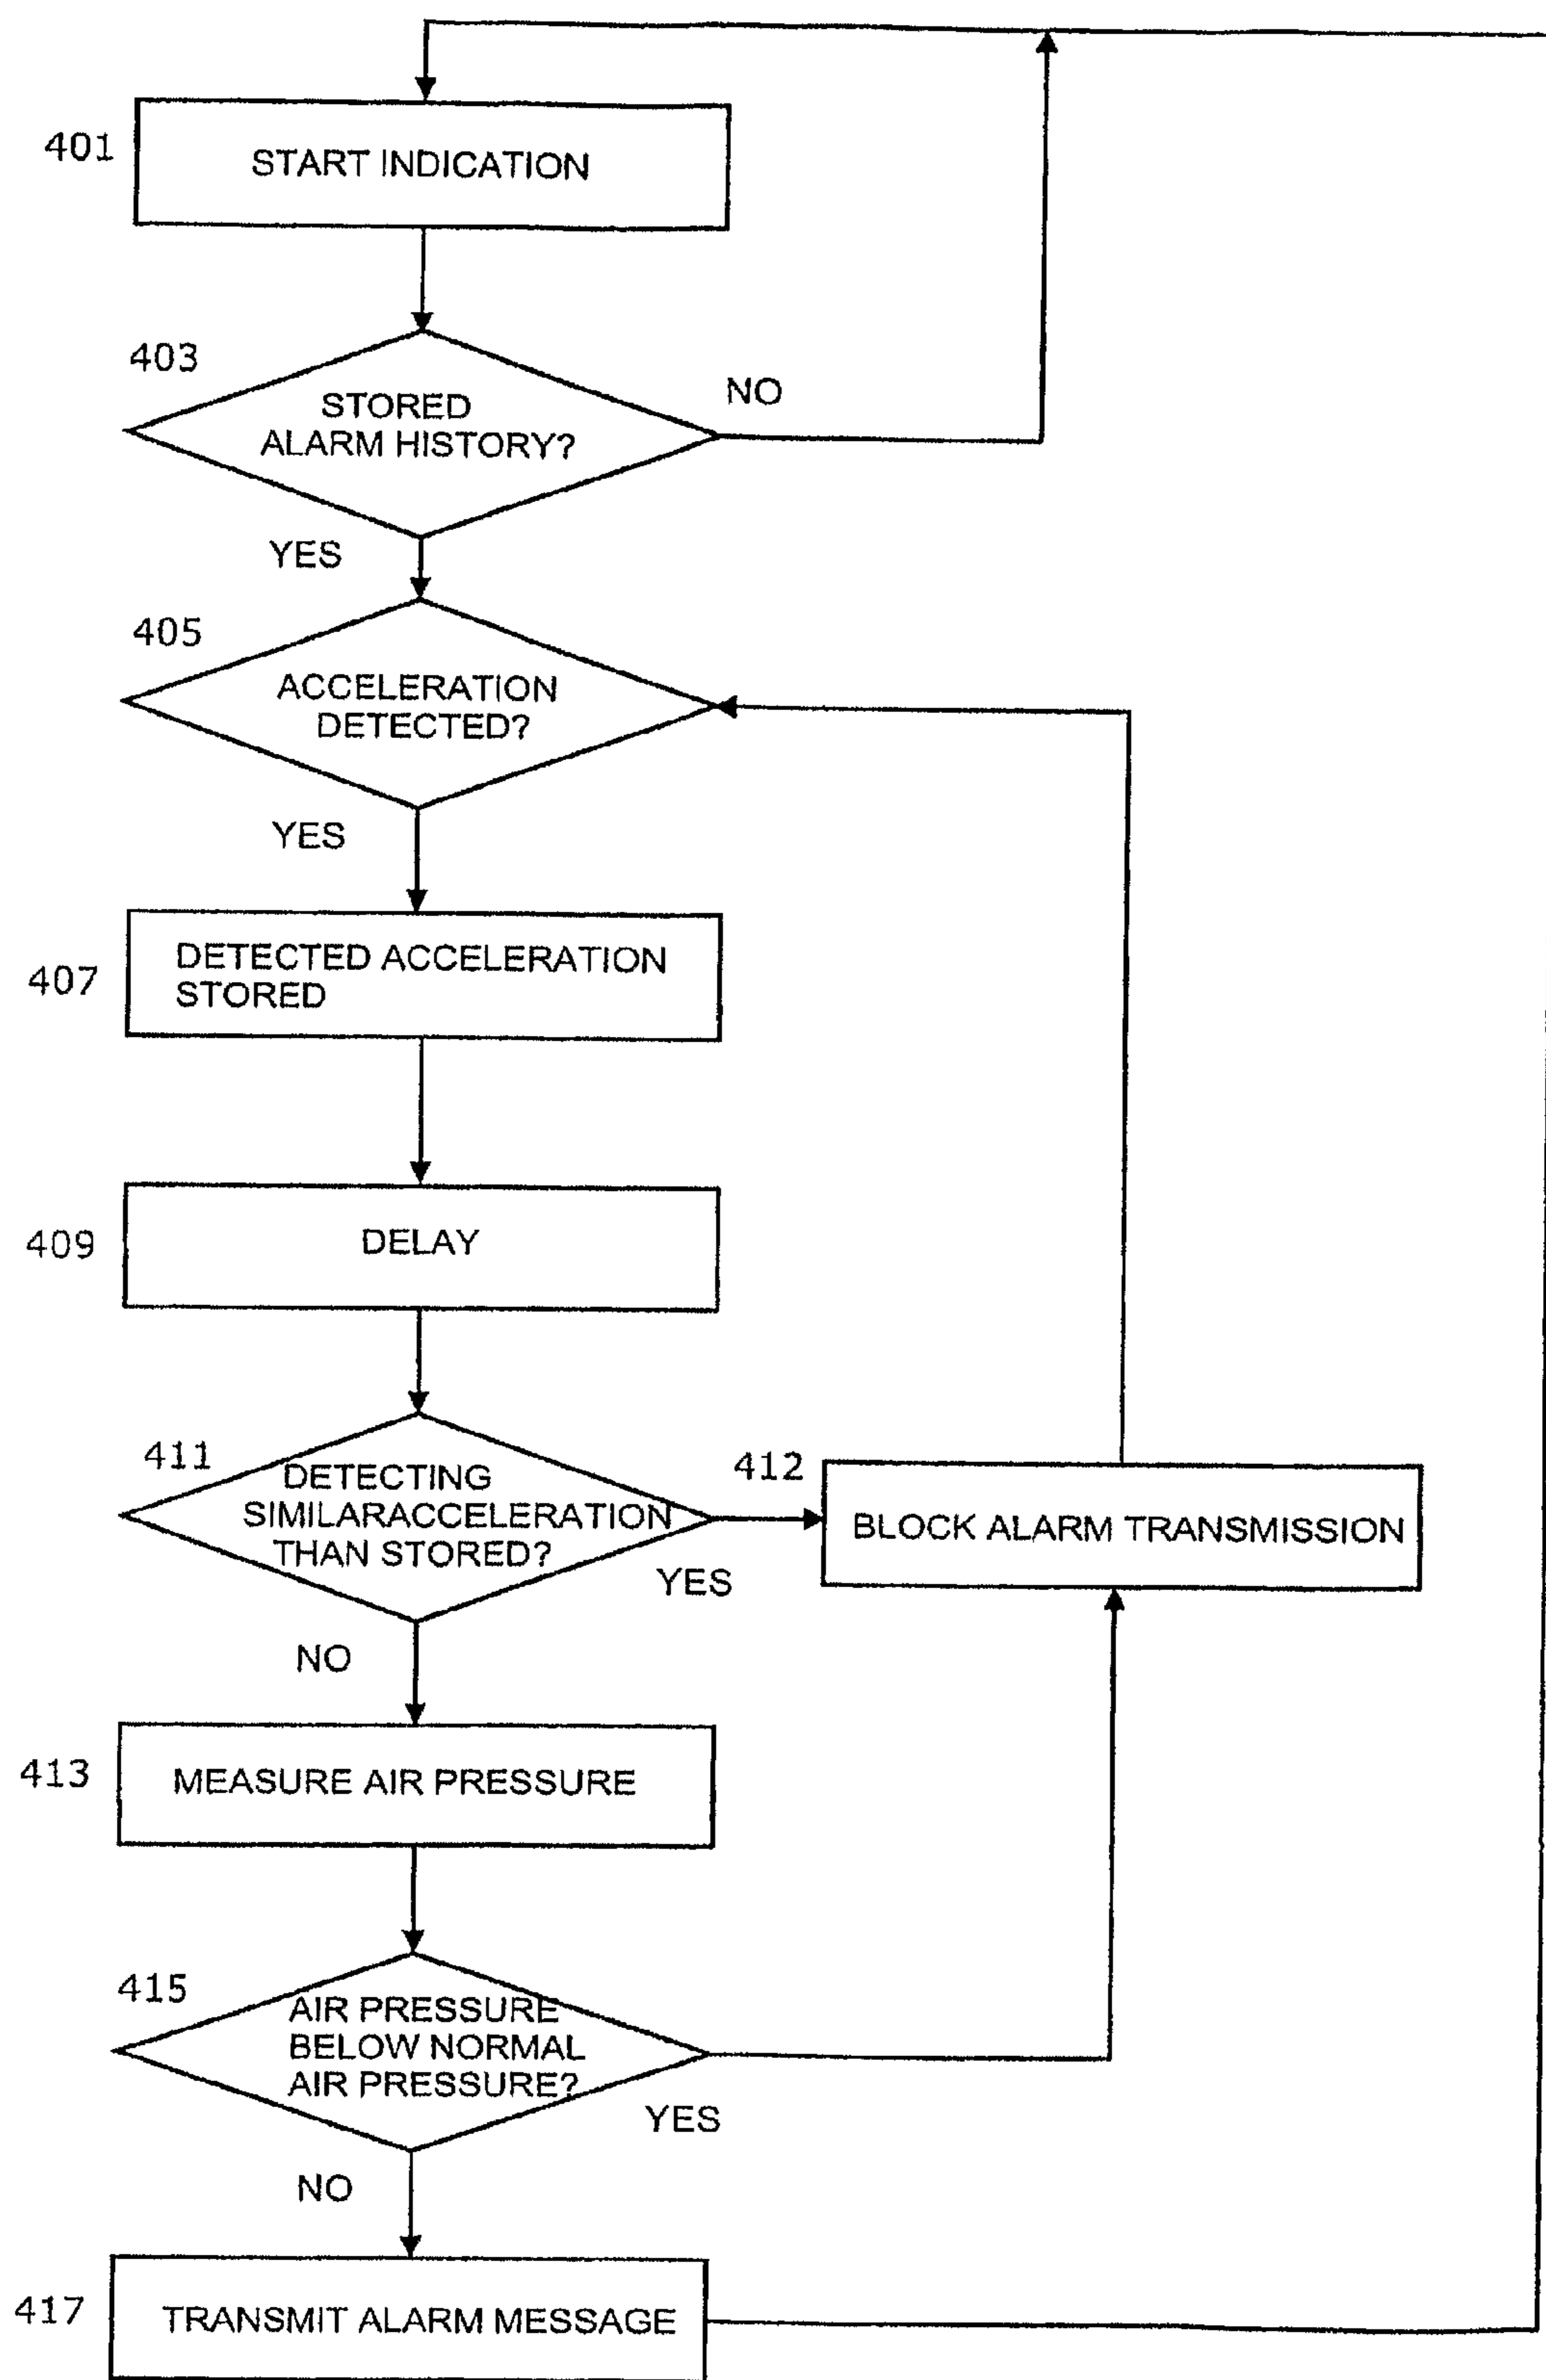 401
START INDICATION
403
STORED
ALARM HISTORY?
NO
YES
405
ACCELERATION
DETECTED?
YES
407
DETECTED ACCELERATION
STORED
409
DELAY
411
DETECTING
SIMILARACCELERATION
THAN STORED?
YES
NO
412
BLOCK ALARM TRANSMISSION
413
MEASURE AIR PRESSURE
415
AIR PRESSURE
BELOW NORMAL
AIR PRESSURE?
YES
NO
417
TRANSMIT ALARM MESSAGE